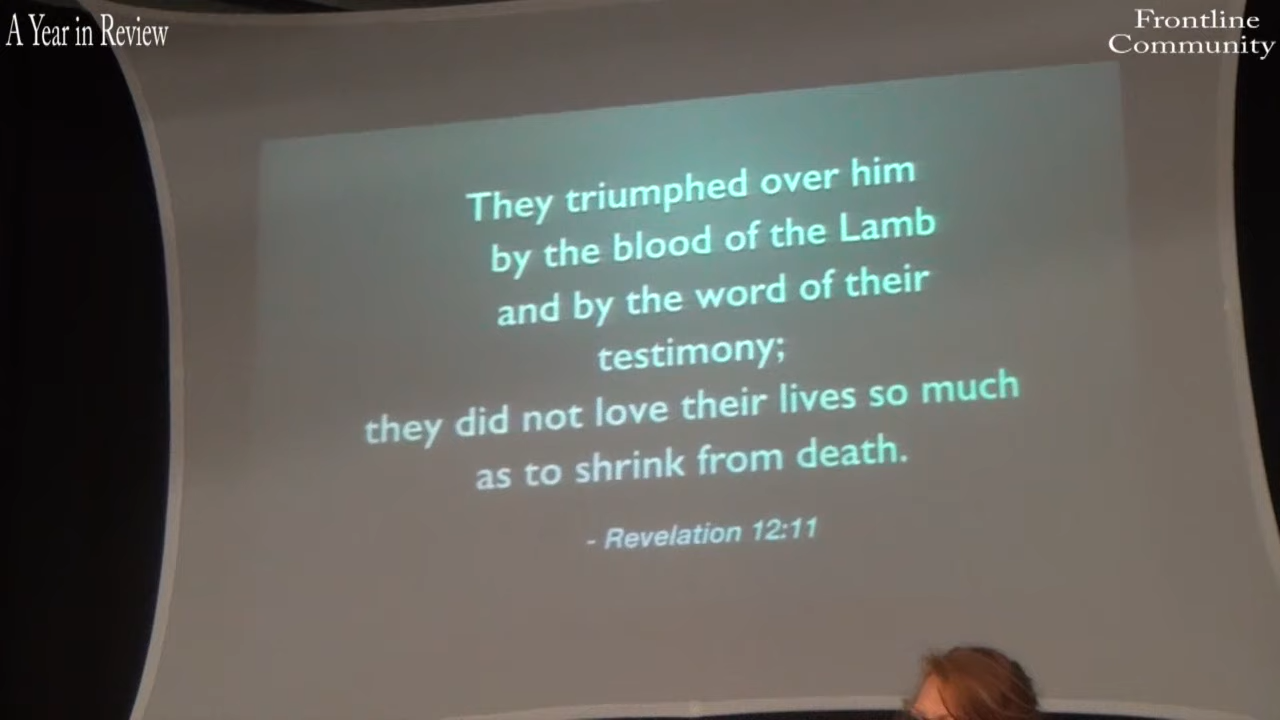 A Year in Review
Frontline
Community
They triumphed over him
by the blood of the Lamb
and by the word of their
testimony;
they did not love their lives so much
as to shrink from death.
- Revelation 12:11